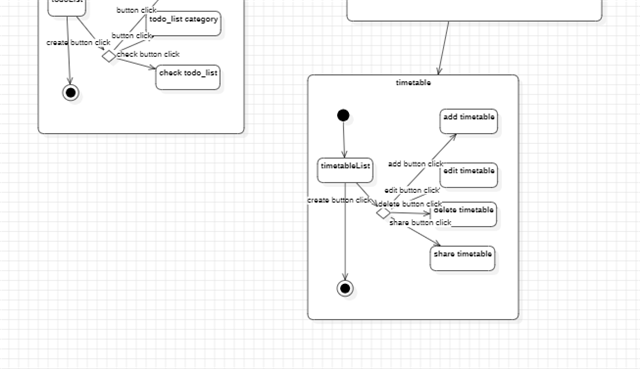 todoList
button click
todo_list category
button click
create button click
check button click
check todo_list
timetable
add timetable
timetableList
add button click
edit timetable
edit button click
create button click
delete button click
delete timetable
share button click
share timetable